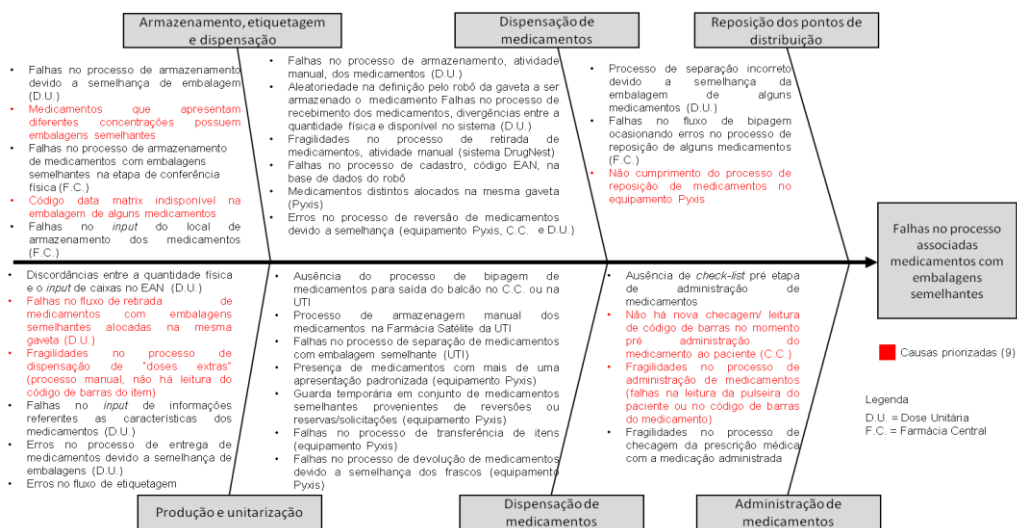 Armazenamento, etiquetagem
e dispensação
Dispensação de
medicamentos
Reposição dos pontos de
distribuição
• Falhas no processo de armazenamento
devido a semelhança de embalagem
(D.U.)
• Medicamentos que apresentam
diferentes concentrações possuem
embalagens semelhantes
• Falhas no processo de armazenamento
de medicamentos com embalagens
semelhantes na etapa de conferência
física (F.C.)
• Código data matrix indisponível na
embalagem de alguns medicamentos
• Falhas no input do local de
armazenamento dos medicamentos
(F.C.)
• Falhas no processo de armazenamento, atividade
manual, dos medicamentos (D.U.)
• Aleatoriedade na definição pelo robô da gaveta a ser
armazenado o medicamento Falhas no processo de
recebimento dos medicamentos, divergências entre a
quantidade física e disponível no sistema (D.U.)
• Fragilidades no processo de retirada de
medicamentos, atividade manual (sistema DrugNest)
• Falhas no processo de cadastro, código EAN, na
base de dados do robô
• Medicamentos distintos alocados na mesma gaveta
(Pyxis)
• Erros no processo de reversão de medicamentos
devido a semelhança (equipamento Pyxis, C.C. e D.U.)
• Processo de separação incorreto
devido a semelhança da
embalagem de alguns
medicamentos (D.U.)
• Falhas no fluxo de bipagem
ocasionando erros no processo de
reposição de alguns medicamentos
(F.C.)
• Não cumprimento do processo de
reposição de medicamentos no
equipamento Pyxis
Falhas no processo
associadas
medicamentos com
embalagens
semelhantes
• Discordâncias entre a quantidade física
e o input de caixas no EAN (D.U.)
• Falhas no fluxo de retirada de
medicamentos com embalagens
semelhantes alocadas na mesma
gaveta (D.U.)
• Fragilidades no processo de
dispensação de "doses extras"
(processo manual, não há leitura do
código de barras do item)
• Falhas no input de informações
referentes as características dos
medicamentos (D.U.)
• Erros no processo de entrega de
medicamentos devido a semelhança de
embalagens (D.U.)
• Erros no fluxo de etiquetagem
• Ausência do processo de bipagem de
medicamentos para saída do balcão no C.C. ou na
UTI
• Processo de armazenagem manual dos
medicamentos na Farmácia Satélite da UTI
• Falhas no processo de separação de medicamentos
com embalagem semelhante (UTI)
• Presença de medicamentos com mais de uma
apresentação padronizada (equipamento Pyxis)
• Guarda temporária em conjunto de medicamentos
semelhantes provenientes de reversões ou
reservas/solicitações (equipamento Pyxis)
• Falhas no processo de transferência de itens
(equipamento Pyxis)
• Falhas no processo de devolução de medicamentos
devido a semelhança dos frascos (equipamento
Pyxis)
• Ausência de check-list pré etapa
de administração de
medicamentos
• Não há nova checagem/ leitura
de código de barras no momento
pré administração do
medicamento ao paciente (C.C.)
• Fragilidades no processo de
administração de medicamentos
(falhas na leitura da pulseira do
paciente ou no código de barras
do medicamento)
• Fragilidades no processo de
checagem da prescrição médica
com a medicação administrada
Causas priorizadas (9)
Legenda
D.U. = Dose Unitária
F.C. = Farmácia Central
Produção e unitarização
Dispensação de
medicamentos
Administração de
medicamentos